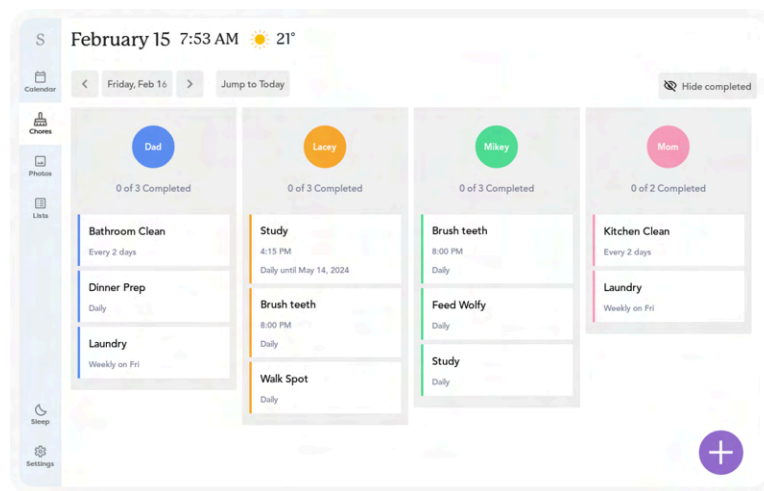 S
February 15 7:53 AM 21°
Calendar
Chores
Photos
Lists
Sleep
Settings
Friday, Feb 16
Jump to Today
Hide completed
Dad
0 of 3 Completed
Bathroom Clean
Every 2 days
Dinner Prep
Daily
Laundry
Weekly on Fri
Lacey
0 of 3 Completed
Study
4:15 PM
Daily until May 14, 2024
Brush teeth
8:00 PM
Daily
Walk Spot
Daily
Mikey
0 of 3 Completed
Brush teeth
8:00 PM
Daily
Feed Wolfy
Daily
Study
Daily
Mom
0 of 2 Completed
Kitchen Clean
Every 2 days
Laundry
Weekly on Fri